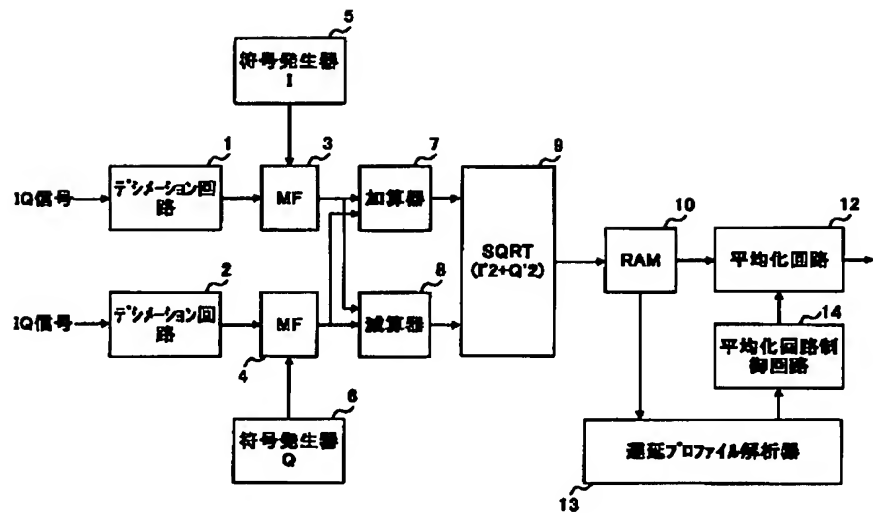 5
符号発生器
I
1
3
7
9
IQ信号
デシメーション回
路
MF
加算器
10
12
SQRT
(I'2+Q'2)
RAM
平均化回路
2
8
14
IQ信号
デシメーション回
路
MF
減算器
4
平均化回路制
御回路
6
符号発生器
Q
遅延プロファイル解析器
13